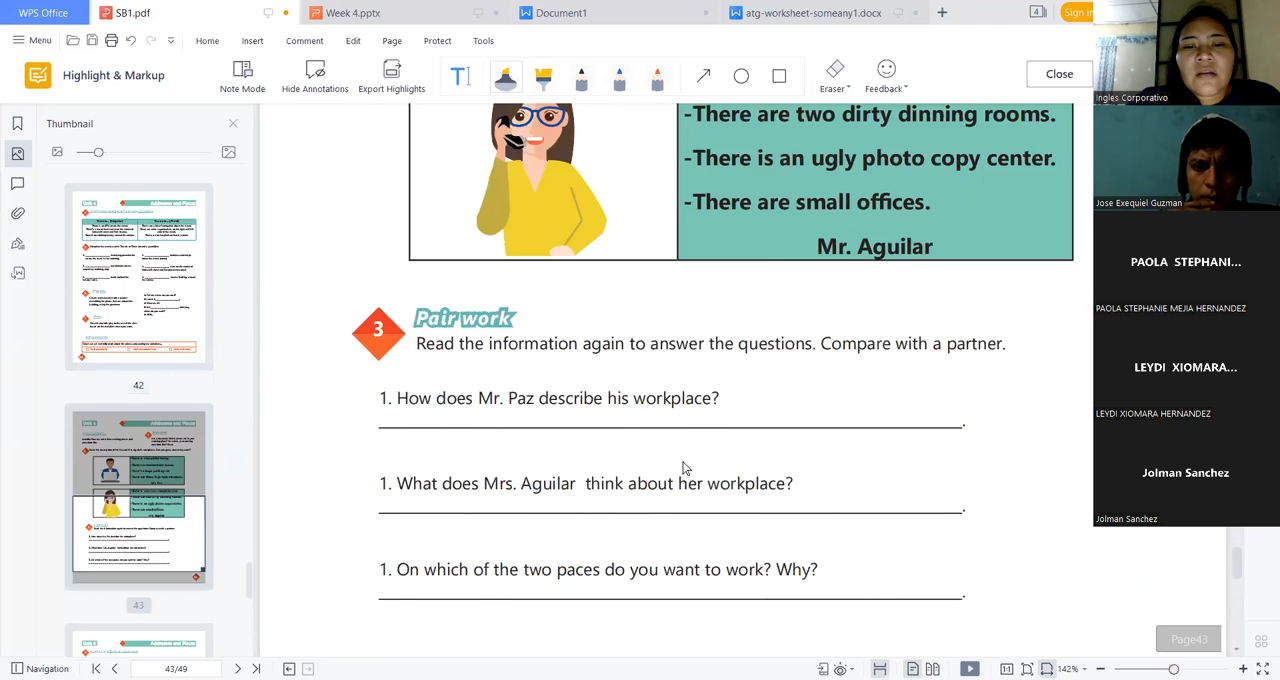 WPS Office
SB1.pdf
Week 4.pptx
Document1
atg-worksheet-someany1.docx
4
Sign in
Menu
Home
Insert
Comment
Edit
Page
Protect
Tools
Highlight & Markup
Note Mode
Hide Annotations
Export Highlights
Eraser
Feedback
Close
Ingles Corporativo
Thumbnail
-There are two dirty dinning rooms.
-There is an ugly photo copy center.
-There are small offices.
Mr. Aguilar
Jose Exequiel Guzman
PAOLA STEPHANI...
PAOLA STEPHANIE MEJIA HERNANDEZ
LEYDI XIOMARA...
LEYDI XIOMARA HERNANDEZ
Jolman Sanchez
Jolman Sanchez
42
43
3
Pair work
Read the information again to answer the questions. Compare with a partner.
1. How does Mr. Paz describe his workplace?
1. What does Mrs. Aguilar think about her workplace?
1. On which of the two paces do you want to work? Why?
Page43
Navigation
43/49
142%